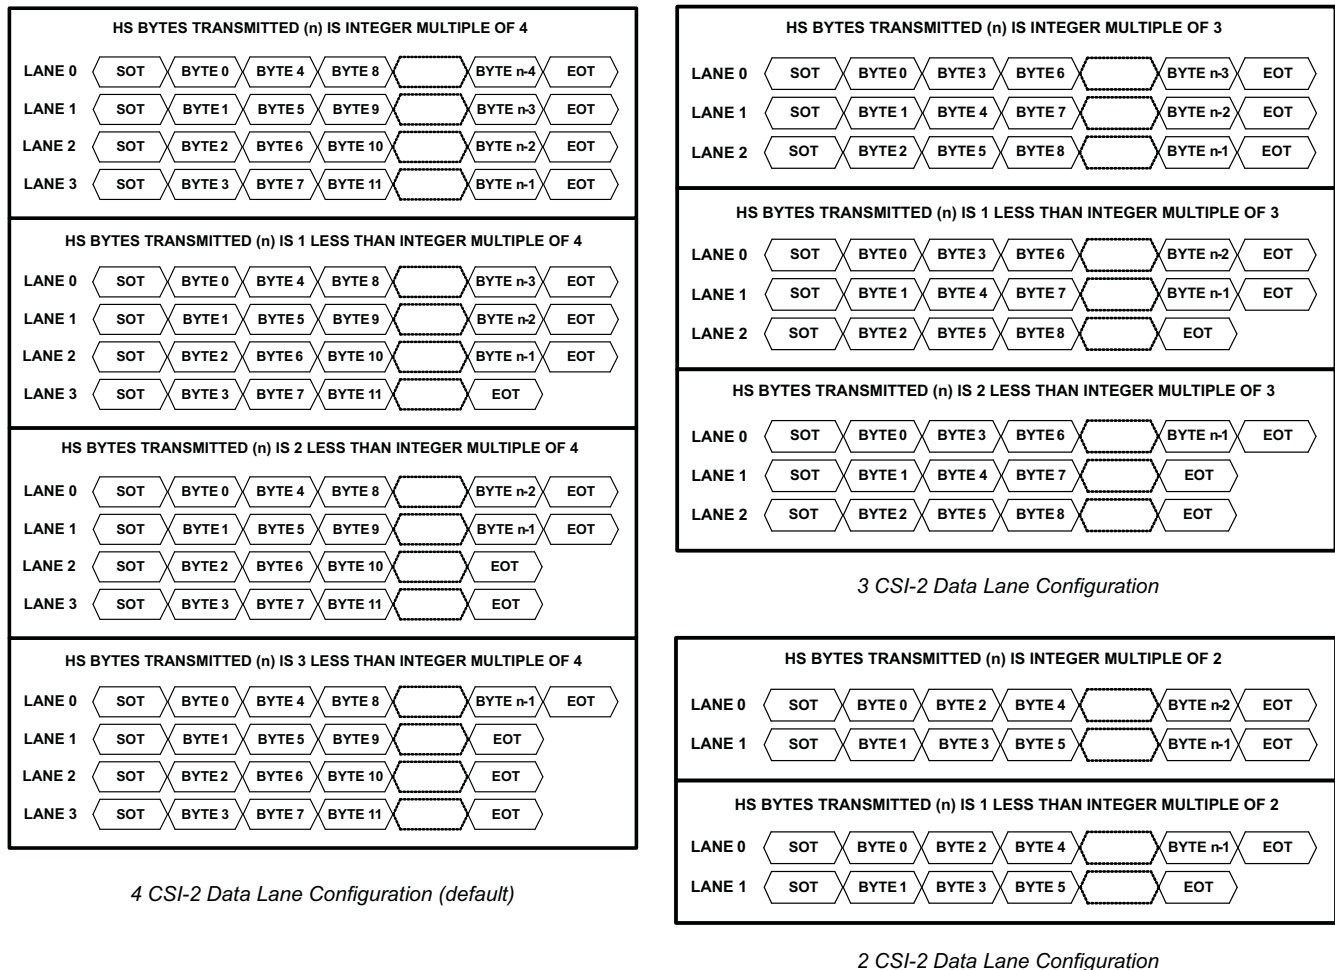 HS BYTES TRANSMITTED (n) IS INTEGER MULTIPLE OF 4
LANE 0 SOT BYTE 0 BYTE 4 BYTE 8 BYTE n-4 EOT
LANE 1 SOT BYTE 1 BYTE 5 BYTE 9 BYTE n-3 EOT
LANE 2 SOT BYTE 2 BYTE 6 BYTE 10 BYTE n-2 EOT
LANE 3 SOT BYTE 3 BYTE 7 BYTE 11 BYTE n-1 EOT
HS BYTES TRANSMITTED (n) IS 1 LESS THAN INTEGER MULTIPLE OF 4
LANE 0 SOT BYTE 0 BYTE 4 BYTE 8 BYTE n-3 EOT
LANE 1 SOT BYTE 1 BYTE 5 BYTE 9 BYTE n-2 EOT
LANE 2 SOT BYTE 2 BYTE 6 BYTE 10 BYTE n-1 EOT
LANE 3 SOT BYTE 3 BYTE 7 BYTE 11 EOT
HS BYTES TRANSMITTED (n) IS 2 LESS THAN INTEGER MULTIPLE OF 4
LANE 0 SOT BYTE 0 BYTE 4 BYTE 8 BYTE n-2 EOT
LANE 1 SOT BYTE 1 BYTE 5 BYTE 9 BYTE n-1 EOT
LANE 2 SOT BYTE 2 BYTE 6 BYTE 10 EOT
LANE 3 SOT BYTE 3 BYTE 7 BYTE 11 EOT
HS BYTES TRANSMITTED (n) IS 3 LESS THAN INTEGER MULTIPLE OF 4
LANE 0 SOT BYTE 0 BYTE 4 BYTE 8 BYTE n-1 EOT
LANE 1 SOT BYTE 1 BYTE 5 BYTE 9 EOT
LANE 2 SOT BYTE 2 BYTE 6 BYTE 10 EOT
LANE 3 SOT BYTE 3 BYTE 7 BYTE 11 EOT
4 CSI-2 Data Lane Configuration (default)
HS BYTES TRANSMITTED (n) IS INTEGER MULTIPLE OF 3
LANE 0 SOT BYTE 0 BYTE 3 BYTE 6 BYTE n-3 EOT
LANE 1 SOT BYTE 1 BYTE 4 BYTE 7 BYTE n-2 EOT
LANE 2 SOT BYTE 2 BYTE 5 BYTE 8 BYTE n-1 EOT
HS BYTES TRANSMITTED (n) IS 1 LESS THAN INTEGER MULTIPLE OF 3
LANE 0 SOT BYTE 0 BYTE 3 BYTE 6 BYTE n-2 EOT
LANE 1 SOT BYTE 1 BYTE 4 BYTE 7 BYTE n-1 EOT
LANE 2 SOT BYTE 2 BYTE 5 BYTE 8 EOT
HS BYTES TRANSMITTED (n) IS 2 LESS THAN INTEGER MULTIPLE OF 3
LANE 0 SOT BYTE 0 BYTE 3 BYTE 6 BYTE n-1 EOT
LANE 1 SOT BYTE 1 BYTE 4 BYTE 7 EOT
LANE 2 SOT BYTE 2 BYTE 5 BYTE 8 EOT
3 CSI-2 Data Lane Configuration
HS BYTES TRANSMITTED (n) IS INTEGER MULTIPLE OF 2
LANE 0 SOT BYTE 0 BYTE 2 BYTE 4 BYTE n-2 EOT
LANE 1 SOT BYTE 1 BYTE 3 BYTE 5 BYTE n-1 EOT
HS BYTES TRANSMITTED (n) IS 1 LESS THAN INTEGER MULTIPLE OF 2
LANE 0 SOT BYTE 0 BYTE 2 BYTE 4 BYTE n-1 EOT
LANE 1 SOT BYTE 1 BYTE 3 BYTE 5 EOT
2 CSI-2 Data Lane Configuration